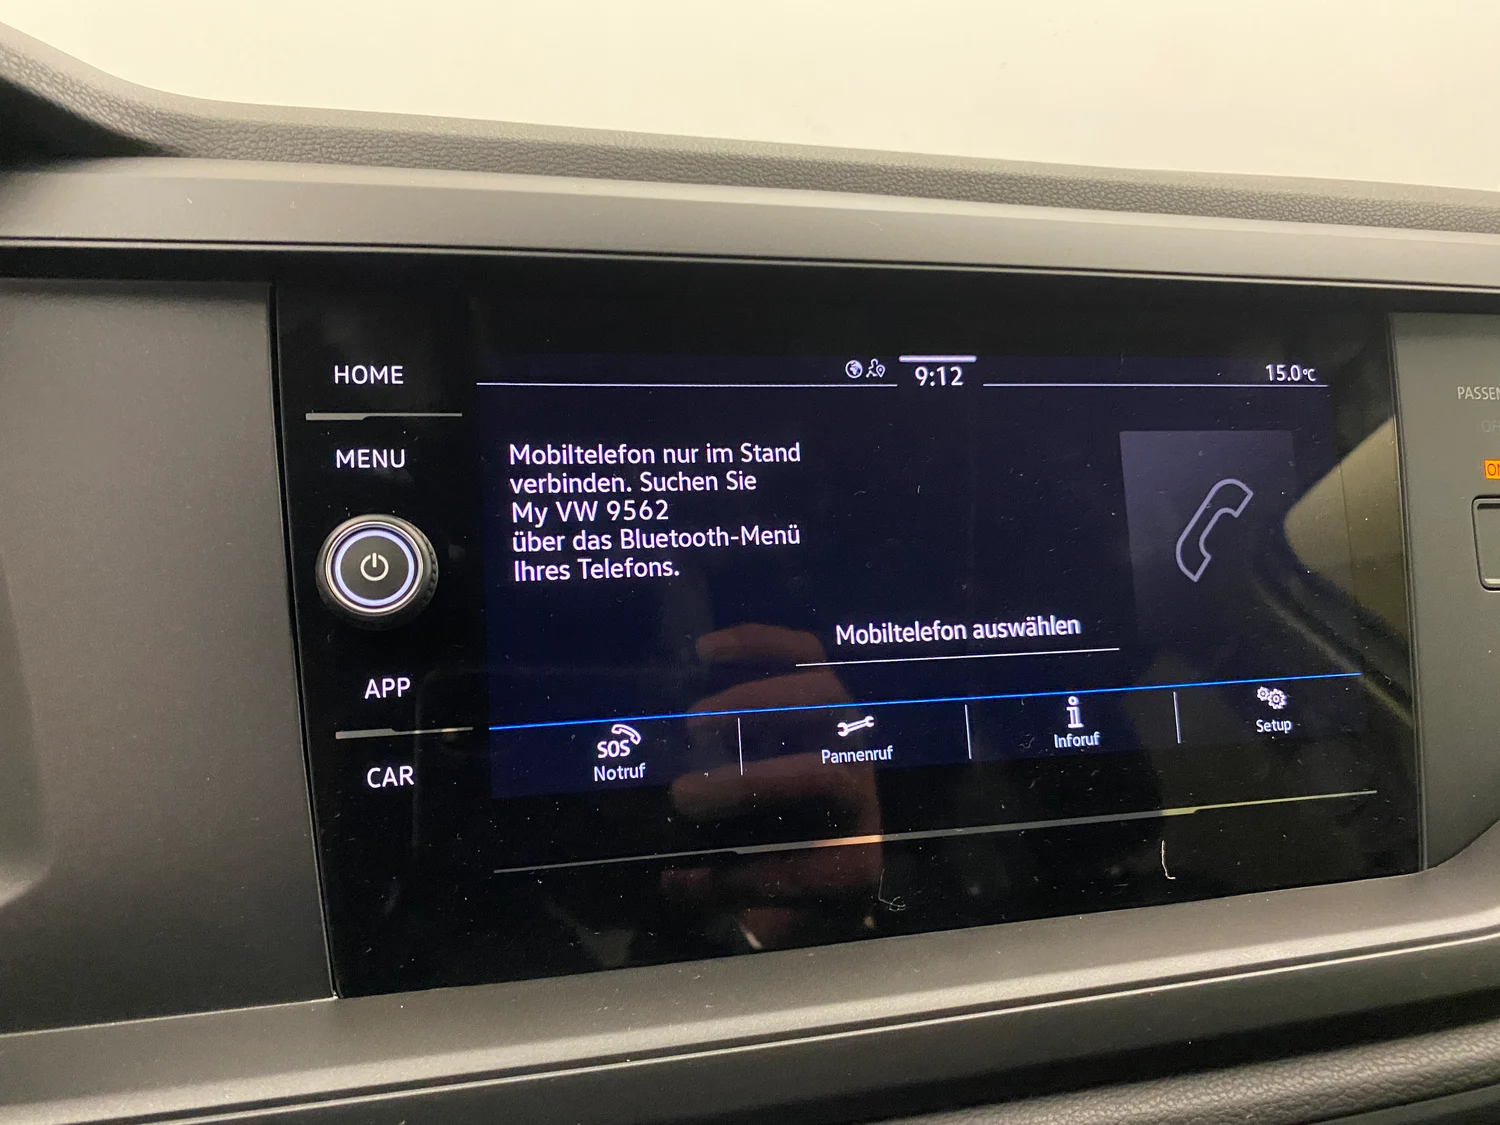 HOME
MENU
APP
CAR
9:12
15.0°C
Mobiltelefon nur im Stand
verbinden. Suchen Sie
My VW 9562
über das Bluetooth-Menü
Ihres Telefons.
Mobiltelefon auswählen
SOS
Notruf
Pannenruf
i
Inforuf
Setup
PASSEN
ON